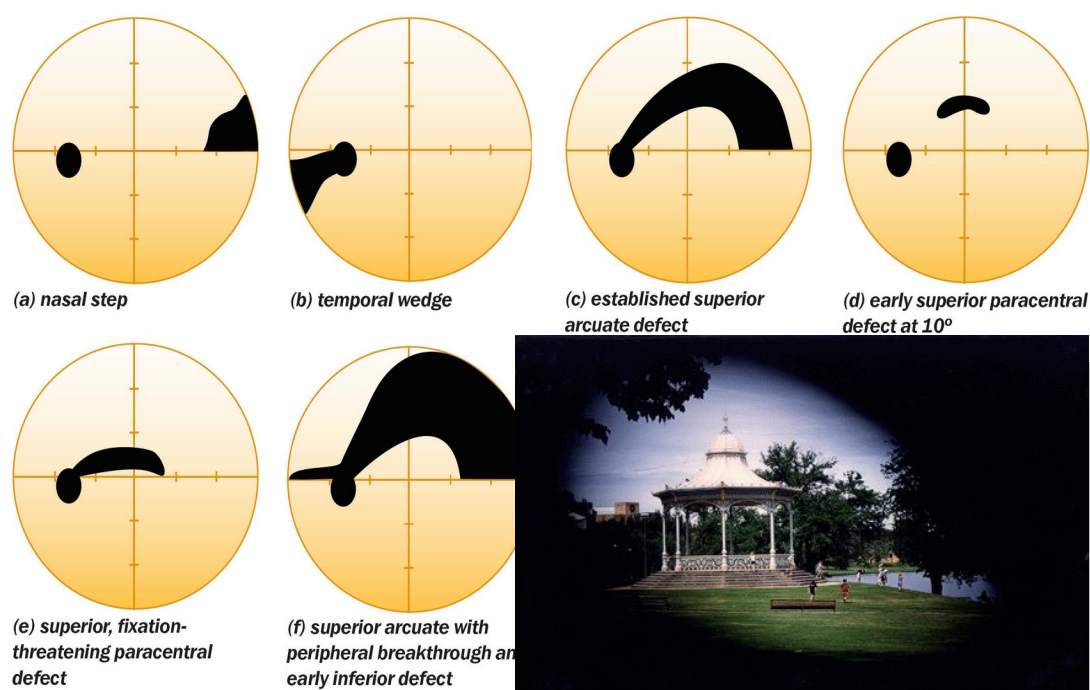 (a) nasal step
(b) temporal wedge
(c) established superior
arcuate defect
(d) early superior paracentral
defect at 10º
(e) superior, fixation-
threatening paracentral
defect
(f) superior arcuate with
peripheral breakthrough an
early inferior defect